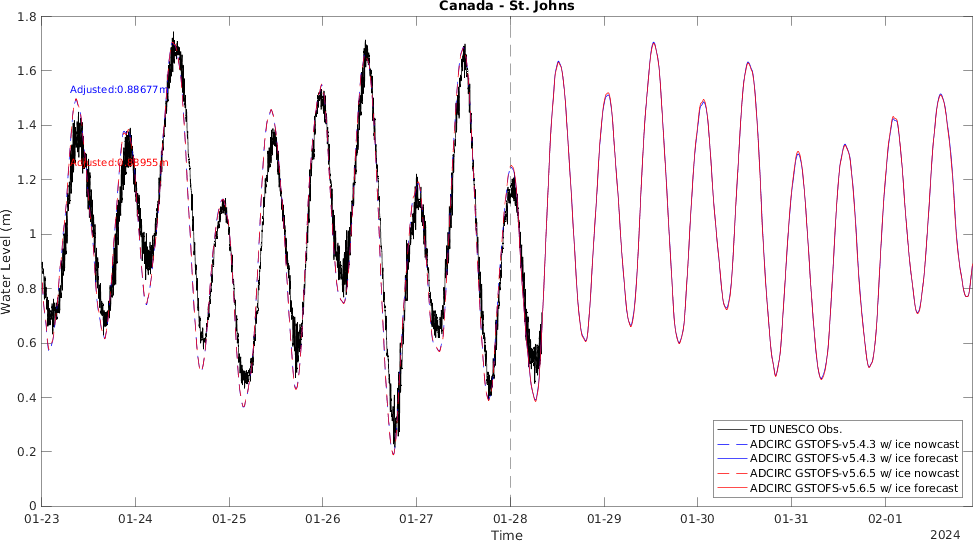 Canada - St. Johns
1.8
1.6
1.4
1.2
1
0.8
0.6
0.4
0.2
0
Water Level (m)
Adjusted:0.88677m
TD UNESCO Obs.
ADCIRC GSTOFS-v5.4.3 w/ ice nowcast
ADCIRC GSTOFS-v5.4.3 w/ ice forecast
ADCIRC GSTOFS-v5.6.5 w/ ice nowcast
ADCIRC GSTOFS-v5.6.5 w/ ice forecast
01-23 01-24 01-25 01-26 01-27 01-28 01-29 01-30 01-31 02-01
Time
2024